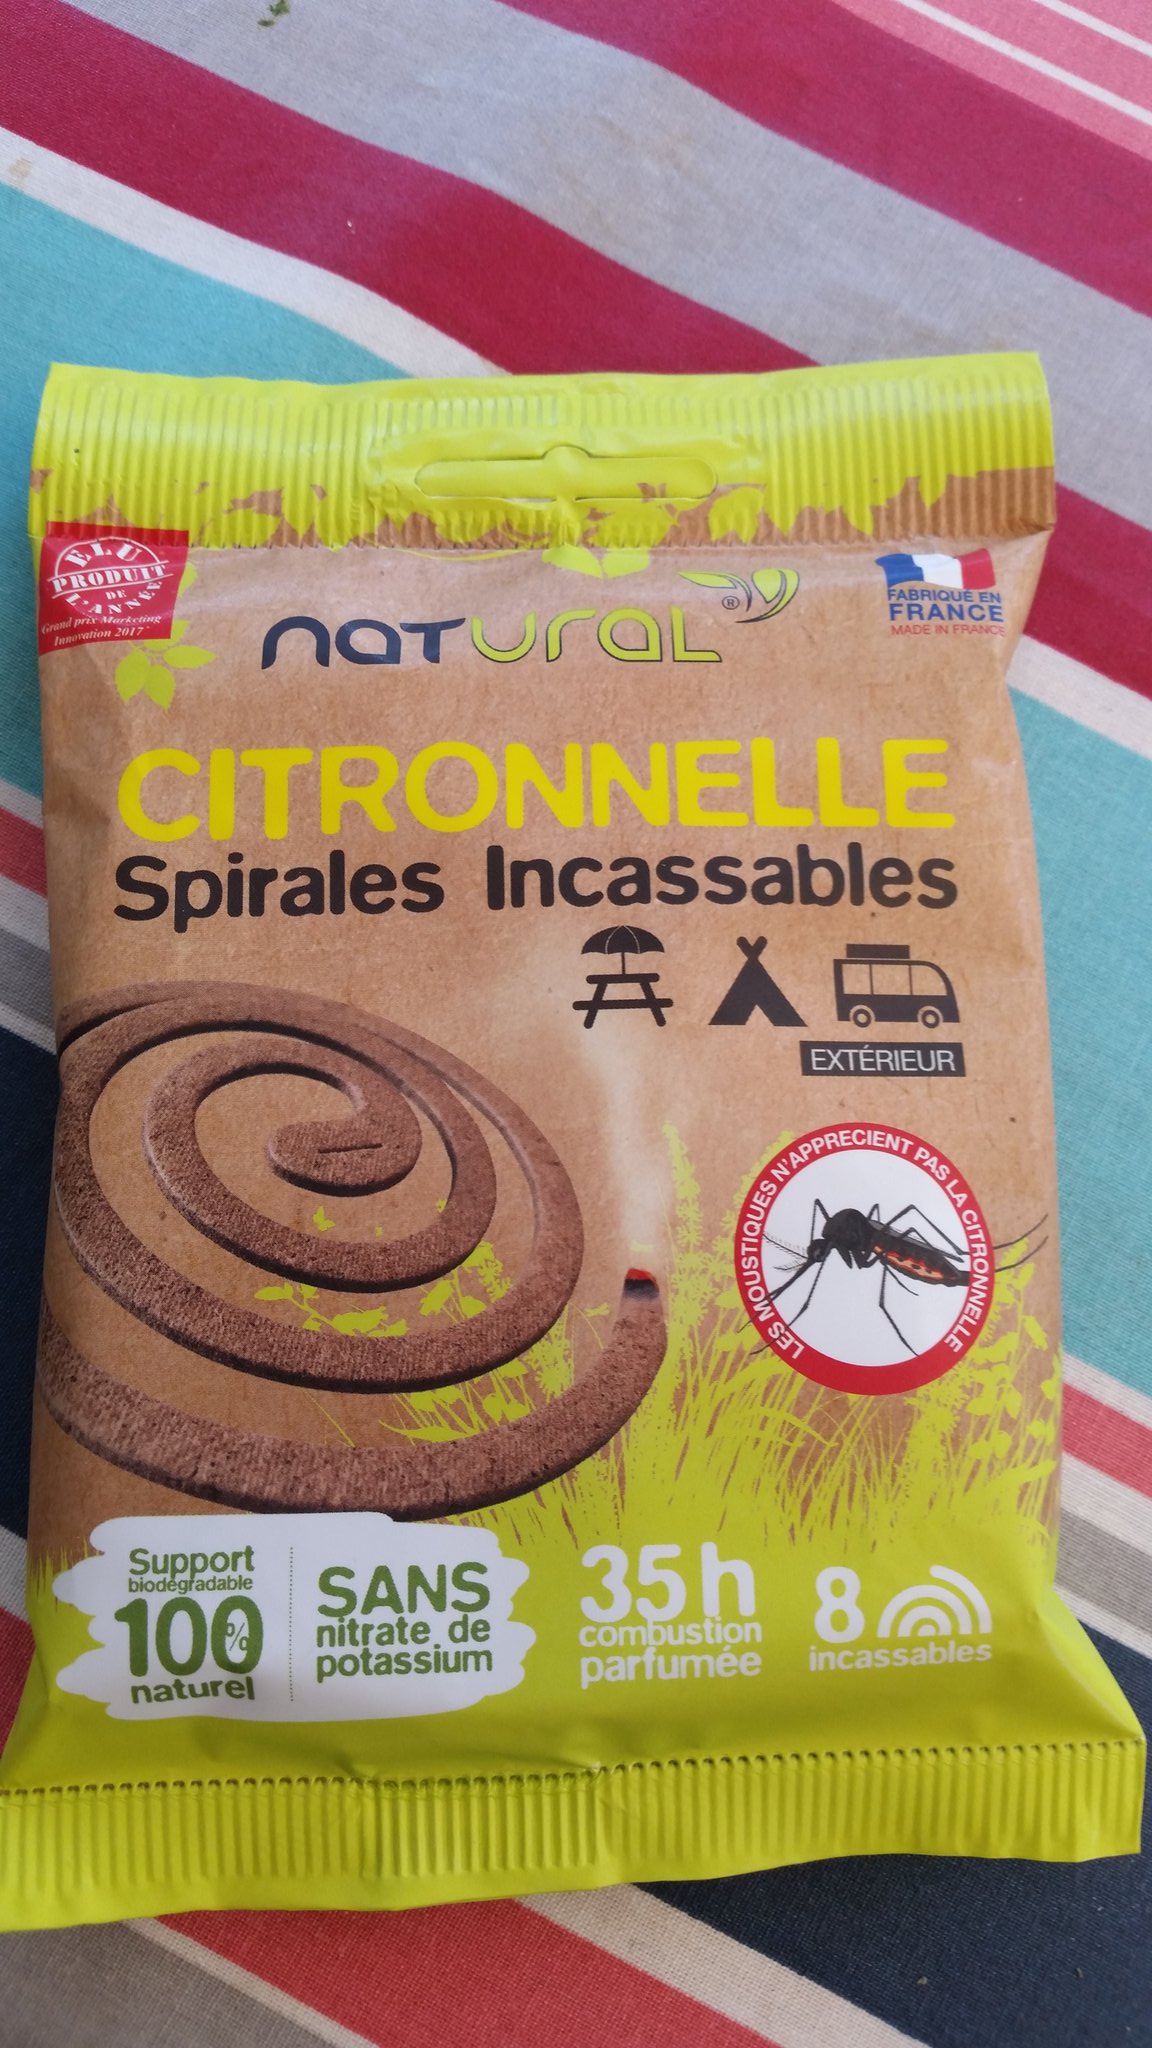 ELU
PRODUIT
DE
L'ANNÉE
Grand prix Marketing
Innovation 2017
natural
®
FABRIQUÉ EN
FRANCE
MADE IN FRANCE
CITRONNELLE
Spirales Incassables
EXTÉRIEUR
LES MOUSTIQUES N'APPRECIENT PAS LA CITRONNELLE
Support
biodégradable
100%
naturel
SANS
nitrate de
potassium
35h
combustion
parfumée
8
incassables